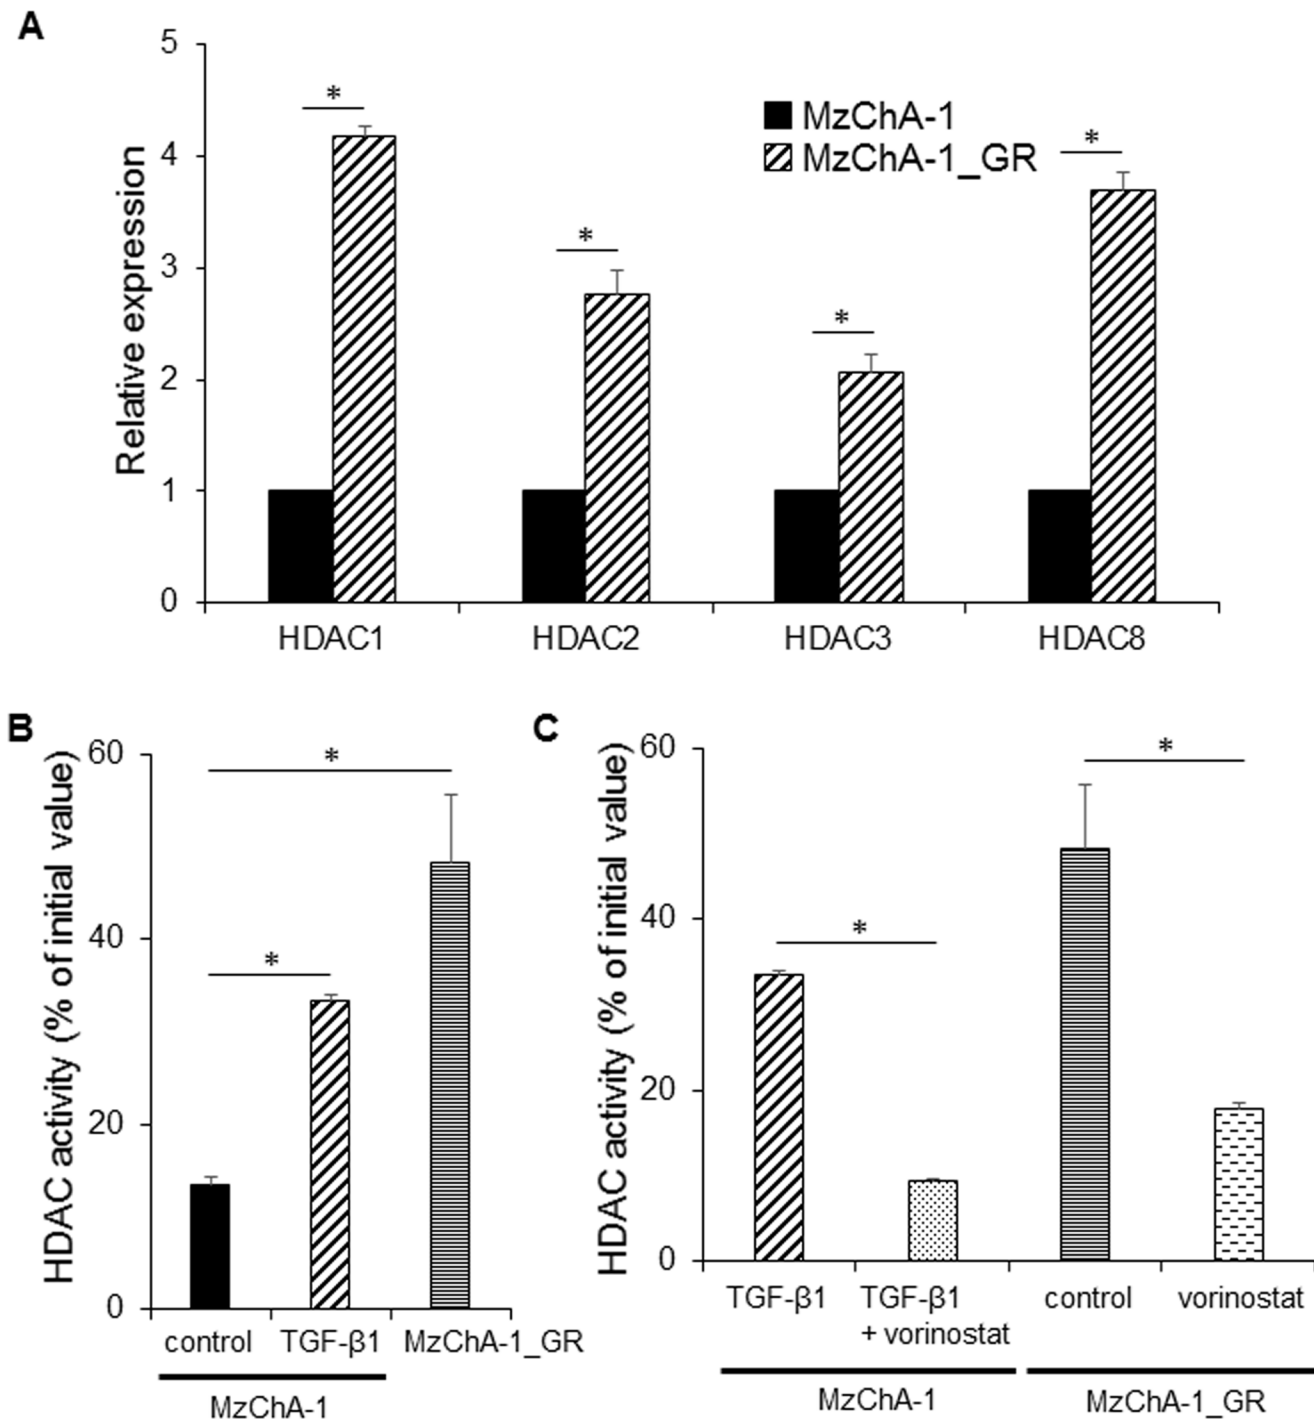 A
5
4
3
2
1
0
Relative expression
MzChA-1
MzChA-1_GR
*
*
*
*
HDAC1 HDAC2 HDAC3 HDAC8
B
60
40
20
0
HDAC activity (% of initial value)
*
*
control TGF-β1 MzChA-1_GR
MzChA-1
C
60
40
20
0
HDAC activity (% of initial value)
*
*
TGF-β1 TGF-β1 control vorinostat
+ vorinostat
MzChA-1 MzChA-1_GR